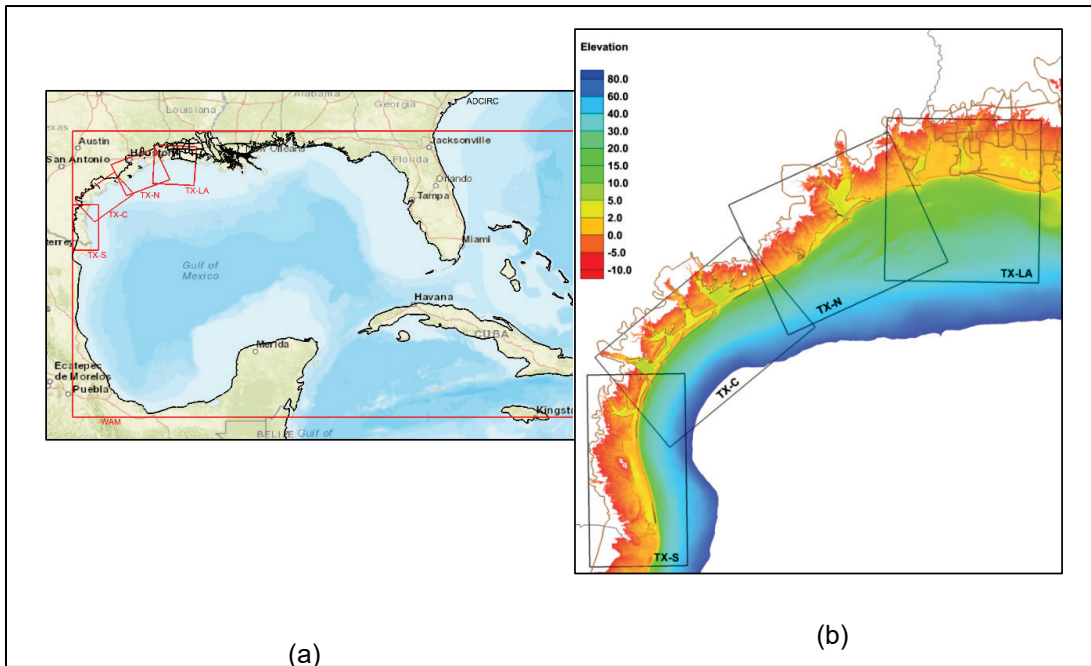 Louisiana
Alabama
Georgia
ADCIRC
Texas
Austin
San Antonio
Jacksonville
Florida
Orlando
Tampa
TX-LA
TX-N
TX-C
TX-S
Miami
Gulf of
Mexico
Havana
CUBA
Merida
Ecatepec
de Morelos
Puebla
Kingst
WAM
BELIZE
Gulf of
(a)
Elevation
80.0
60.0
40.0
30.0
20.0
15.0
10.0
5.0
2.0
0.0
-5.0
-10.0
TX-LA
TX-N
TX-C
TX-S
(b)